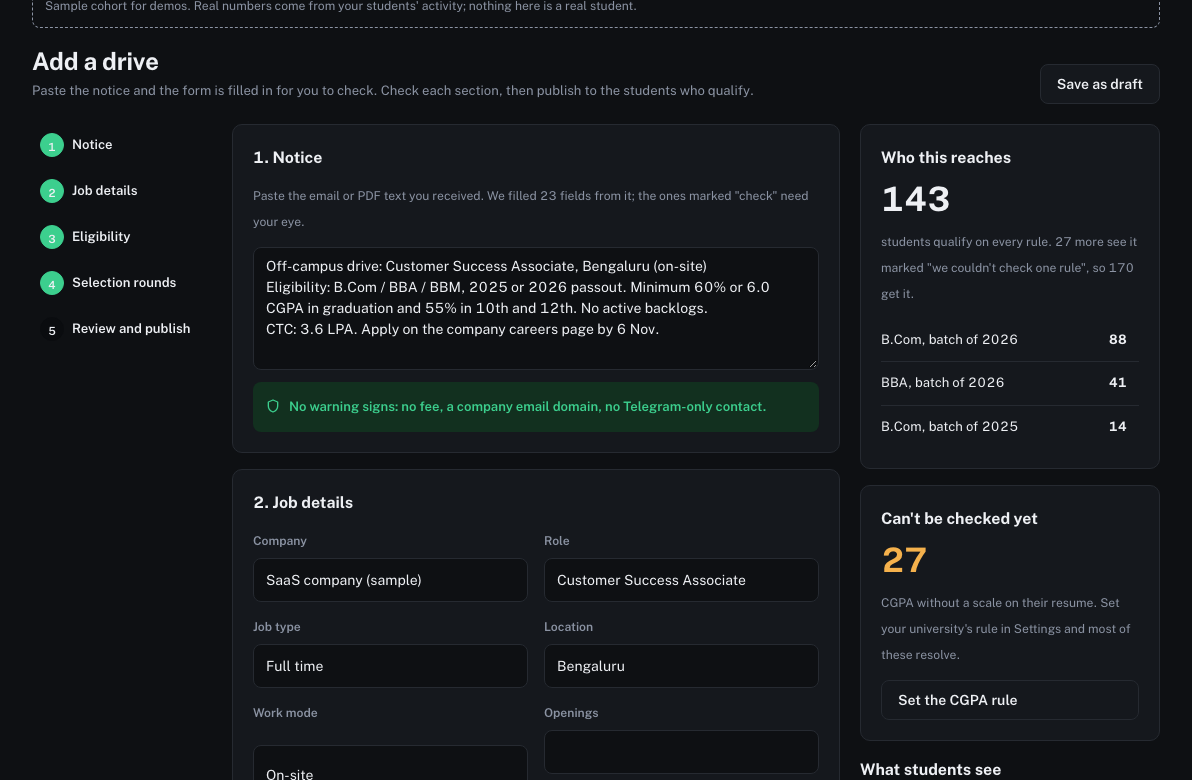 Sample cohort for demos. Real numbers come from your students' activity; nothing here is a real student.
Add a drive
Paste the notice and the form is filled in for you to check. Check each section, then publish to the students who qualify.
Save as draft
1 Notice
2 Job details
3 Eligibility
4 Selection rounds
5 Review and publish
1. Notice
Paste the email or PDF text you received. We filled 23 fields from it; the ones marked "check" need
your eye.
Off-campus drive: Customer Success Associate, Bengaluru (on-site)
Eligibility: B.Com / BBA / BBM, 2025 or 2026 passout. Minimum 60% or 6.0
CGPA in graduation and 55% in 10th and 12th. No active backlogs.
CTC: 3.6 LPA. Apply on the company careers page by 6 Nov.
No warning signs: no fee, a company email domain, no Telegram-only contact.
2. Job details
Company
Role
SaaS company (sample)
Customer Success Associate
Job type
Location
Full time
Bengaluru
Work mode
Openings
On-site
Who this reaches
143
students qualify on every rule. 27 more see it
marked "we couldn't check one rule", so 170
get it.
B.Com, batch of 2026 88
BBA, batch of 2026 41
B.Com, batch of 2025 14
Can't be checked yet
27
CGPA without a scale on their resume. Set
your university's rule in Settings and most of
these resolve.
Set the CGPA rule
What students see